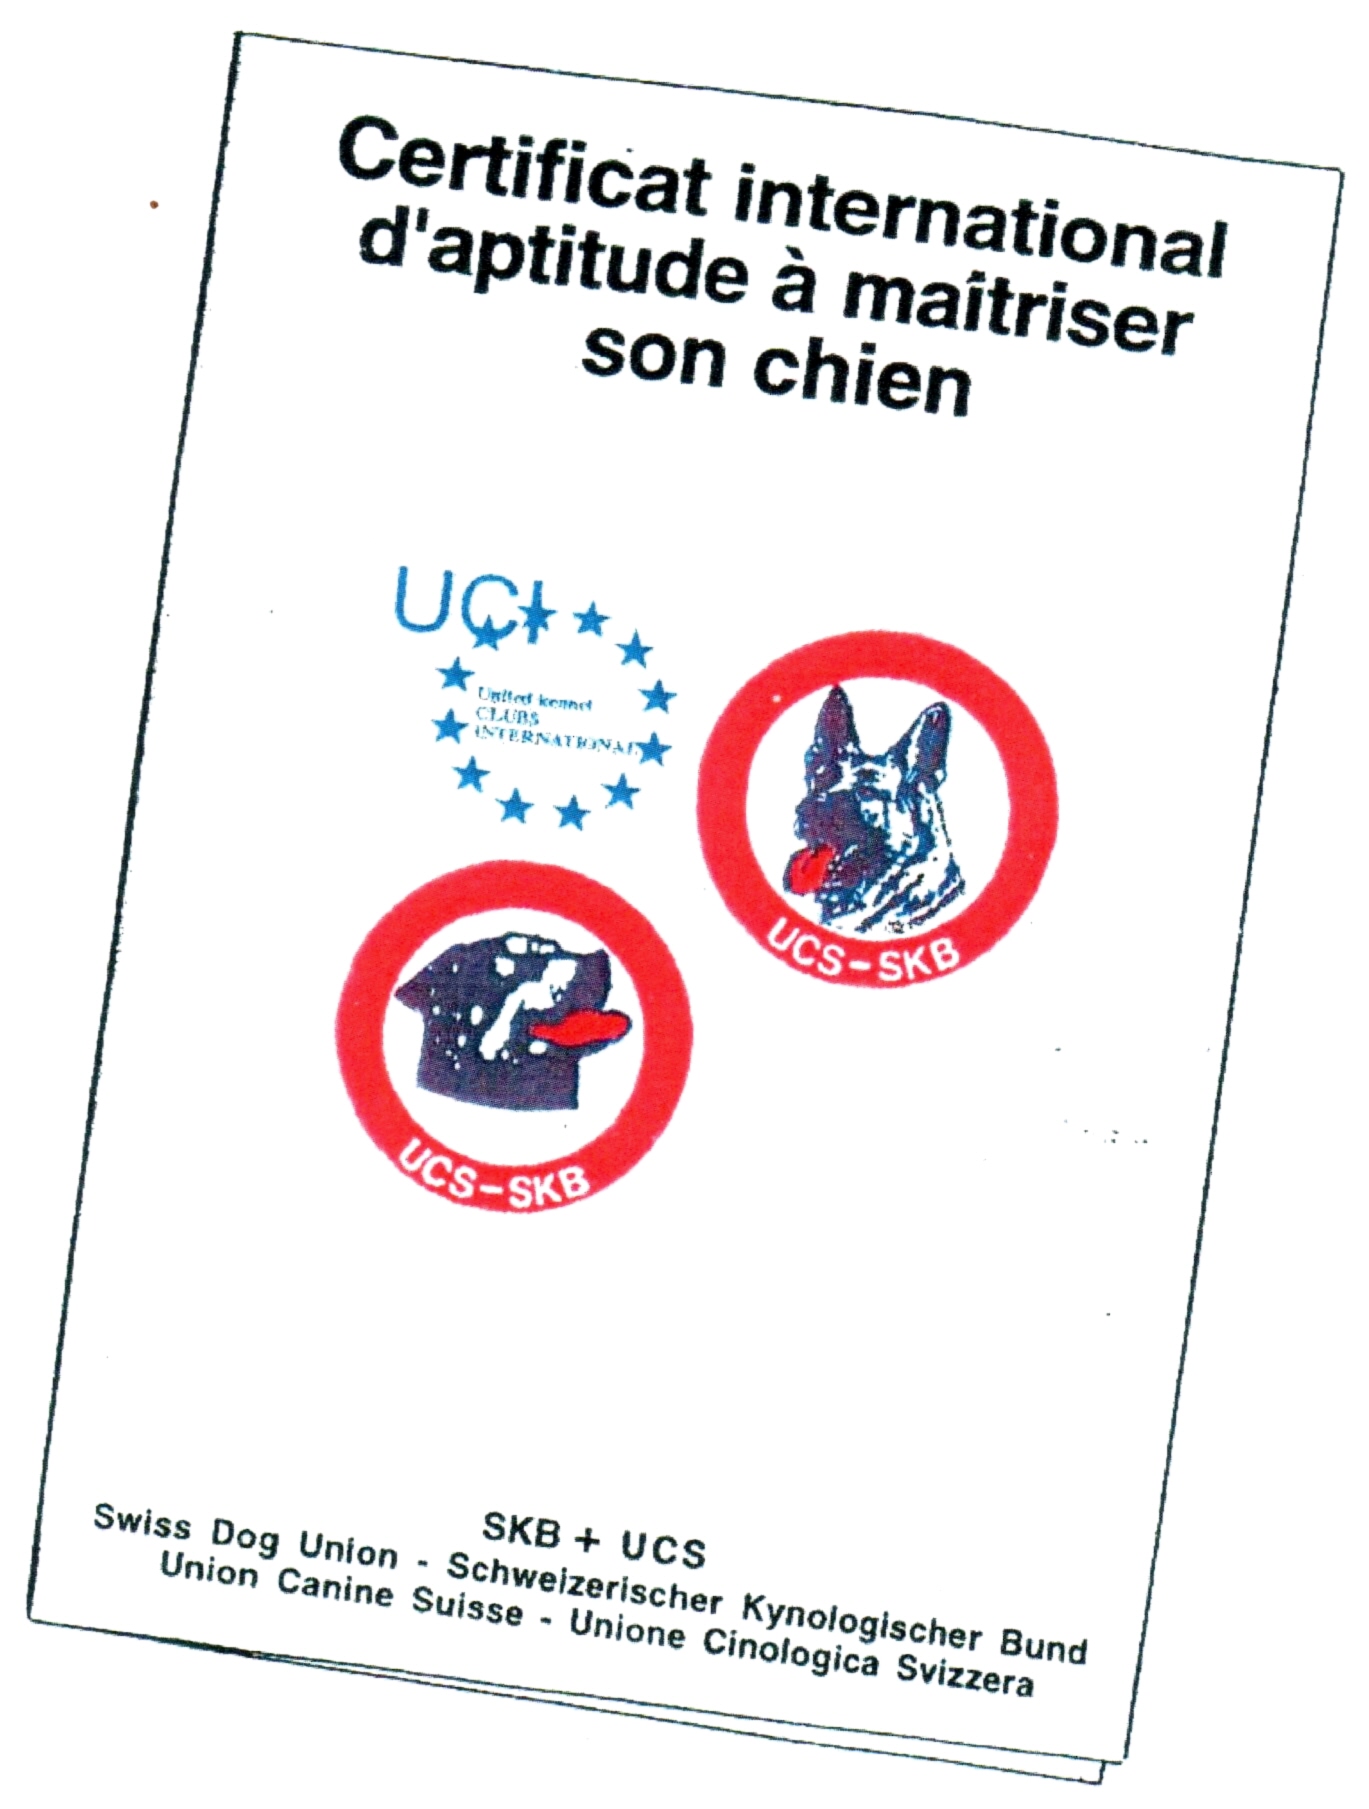 Certificat international
d'aptitude à maîtriser
son chien
UCI
United kennel
CLUBS
INTERNATIONAL
UCS-SKB
UCS-SKB
SKB + UCS
Swiss Dog Union - Schweizerischer Kynologischer Bund
Union Canine Suisse - Unione Cinologica Svizzera